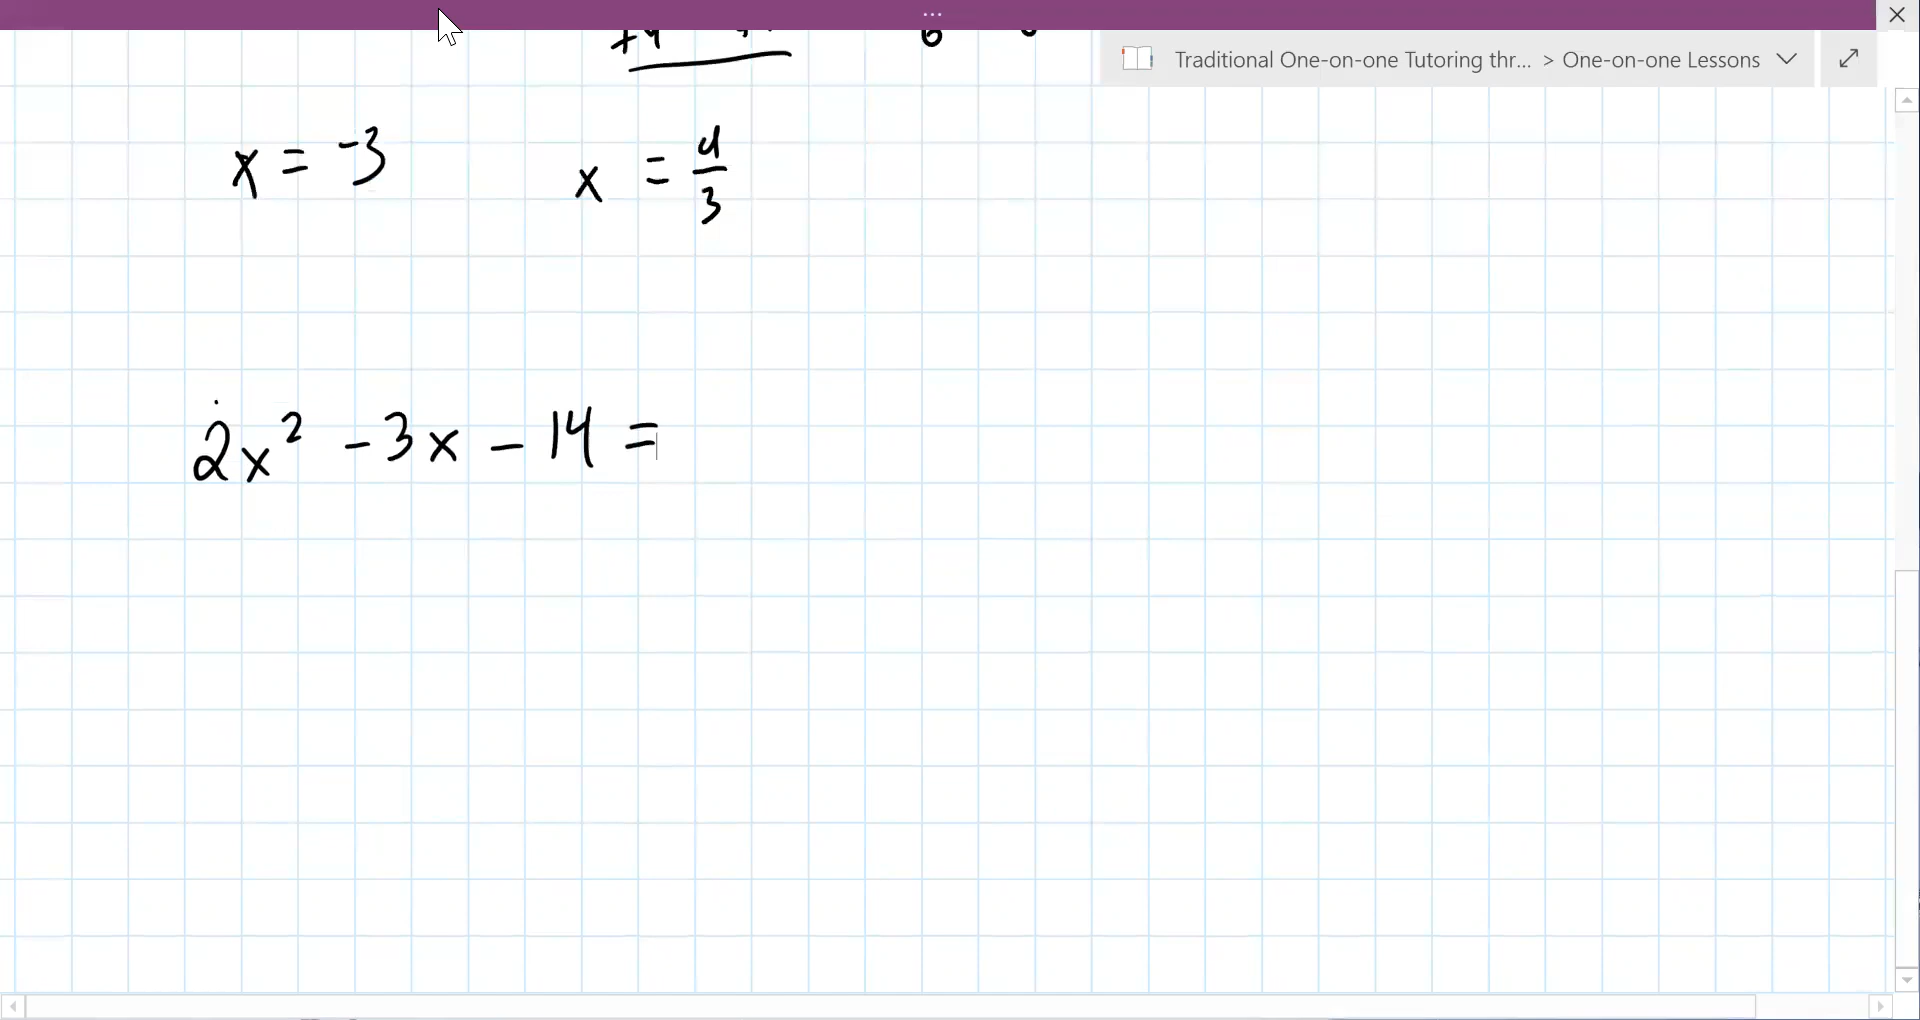 ...
Traditional One-on-one Tutoring thr... > One-on-one Lessons
x = -3
x = 4/3
2x² - 3x - 14 =